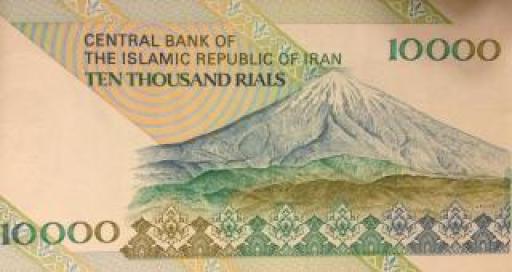 CENTRAL BANK OF
THE ISLAMIC REPUBLIC OF IRAN
TEN THOUSAND RIALS
10000
10000